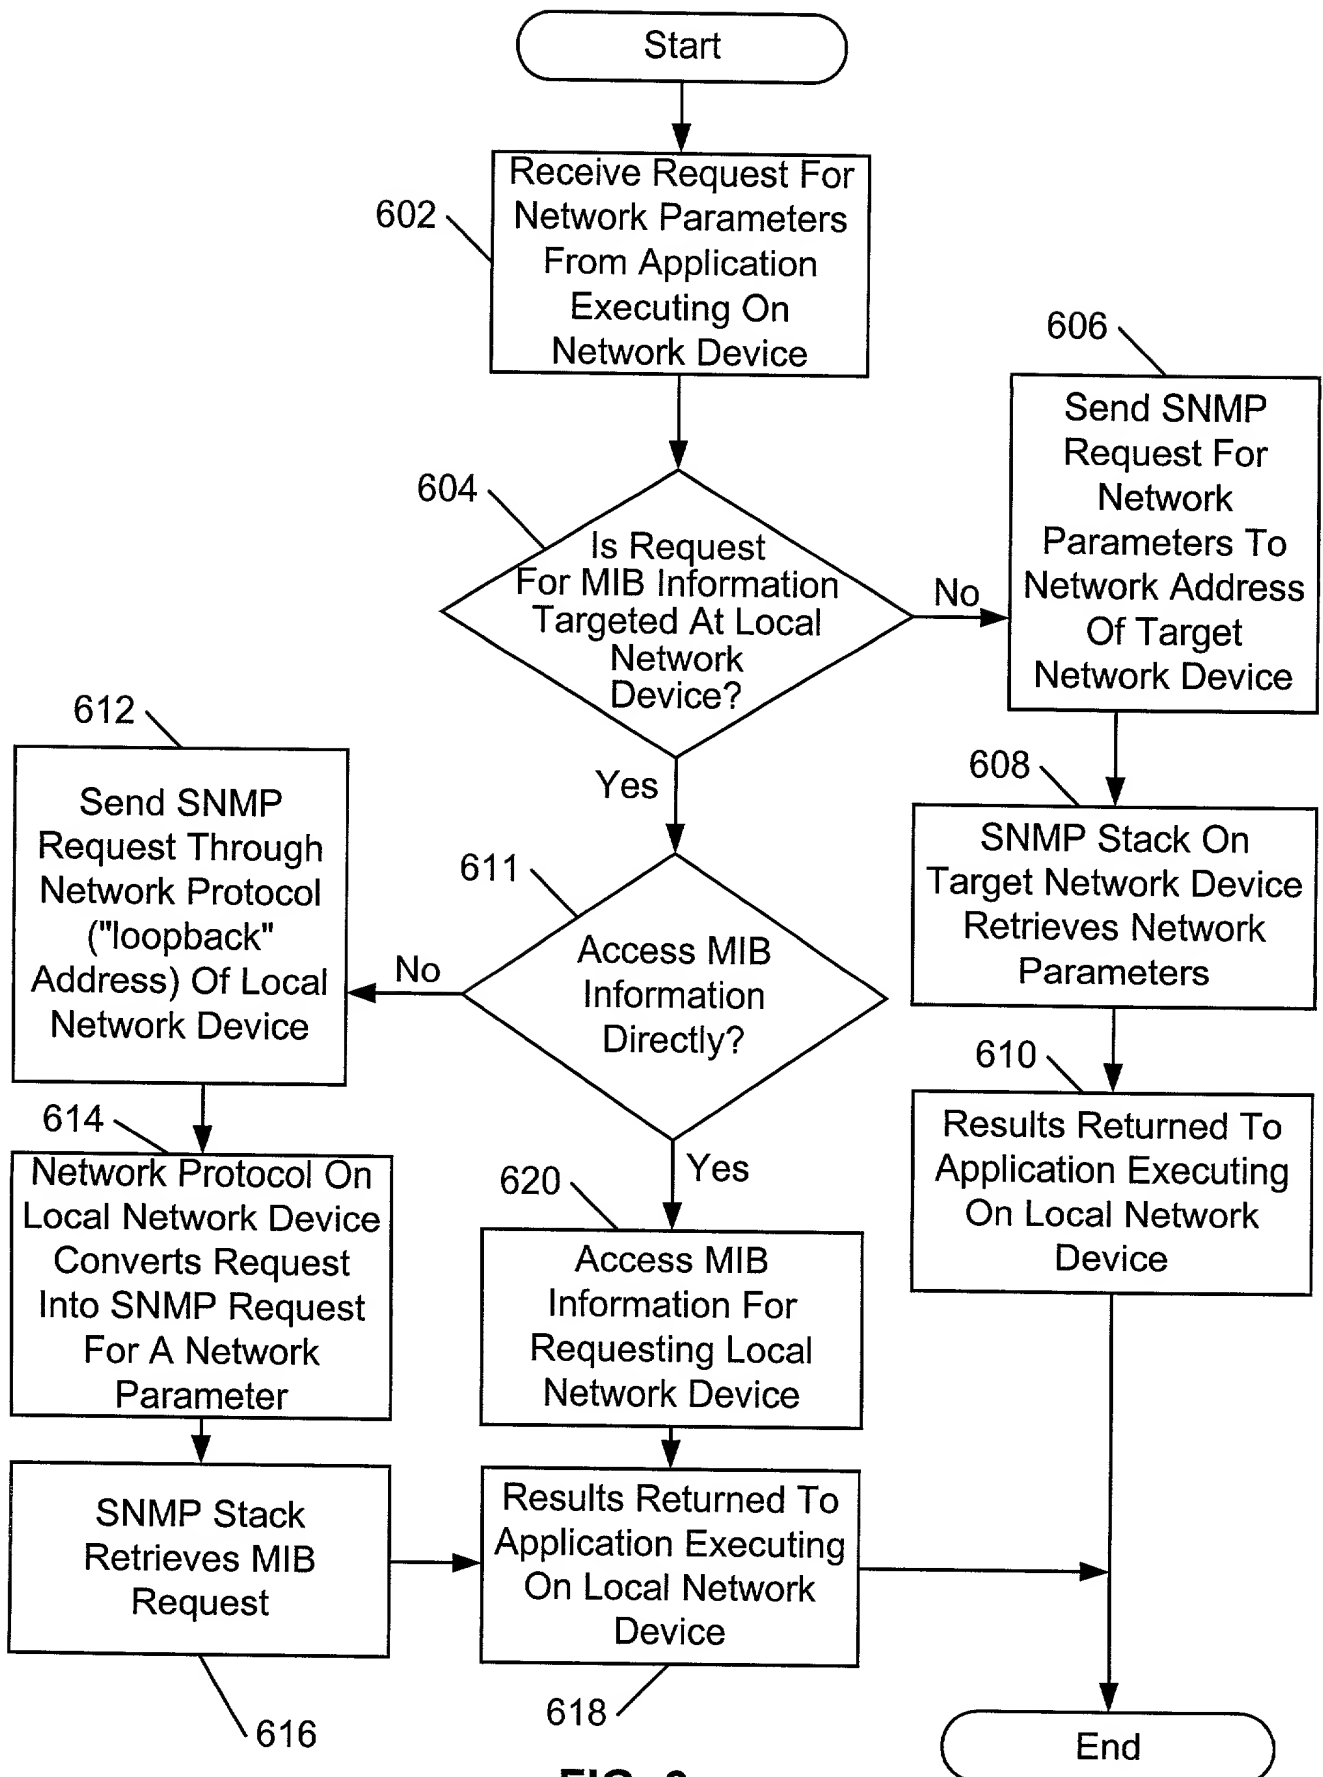 Start
602
Receive Request For
Network Parameters
From Application
Executing On
Network Device
604
Is Request
For MIB Information
Targeted At Local
Network
Device?
No
606
Send SNMP
Request For
Network
Parameters To
Network Address
Of Target
Network Device
608
SNMP Stack On
Target Network Device
Retrieves Network
Parameters
610
Results Returned To
Application Executing
On Local Network
Device
Yes
611
Access MIB
Information
Directly?
No
612
Send SNMP
Request Through
Network Protocol
("loopback"
Address) Of Local
Network Device
614
Network Protocol On
Local Network Device
Converts Request
Into SNMP Request
For A Network
Parameter
SNMP Stack
Retrieves MIB
Request
616
Yes
620
Access MIB
Information For
Requesting Local
Network Device
Results Returned To
Application Executing
On Local Network
Device
618
End
FIG.